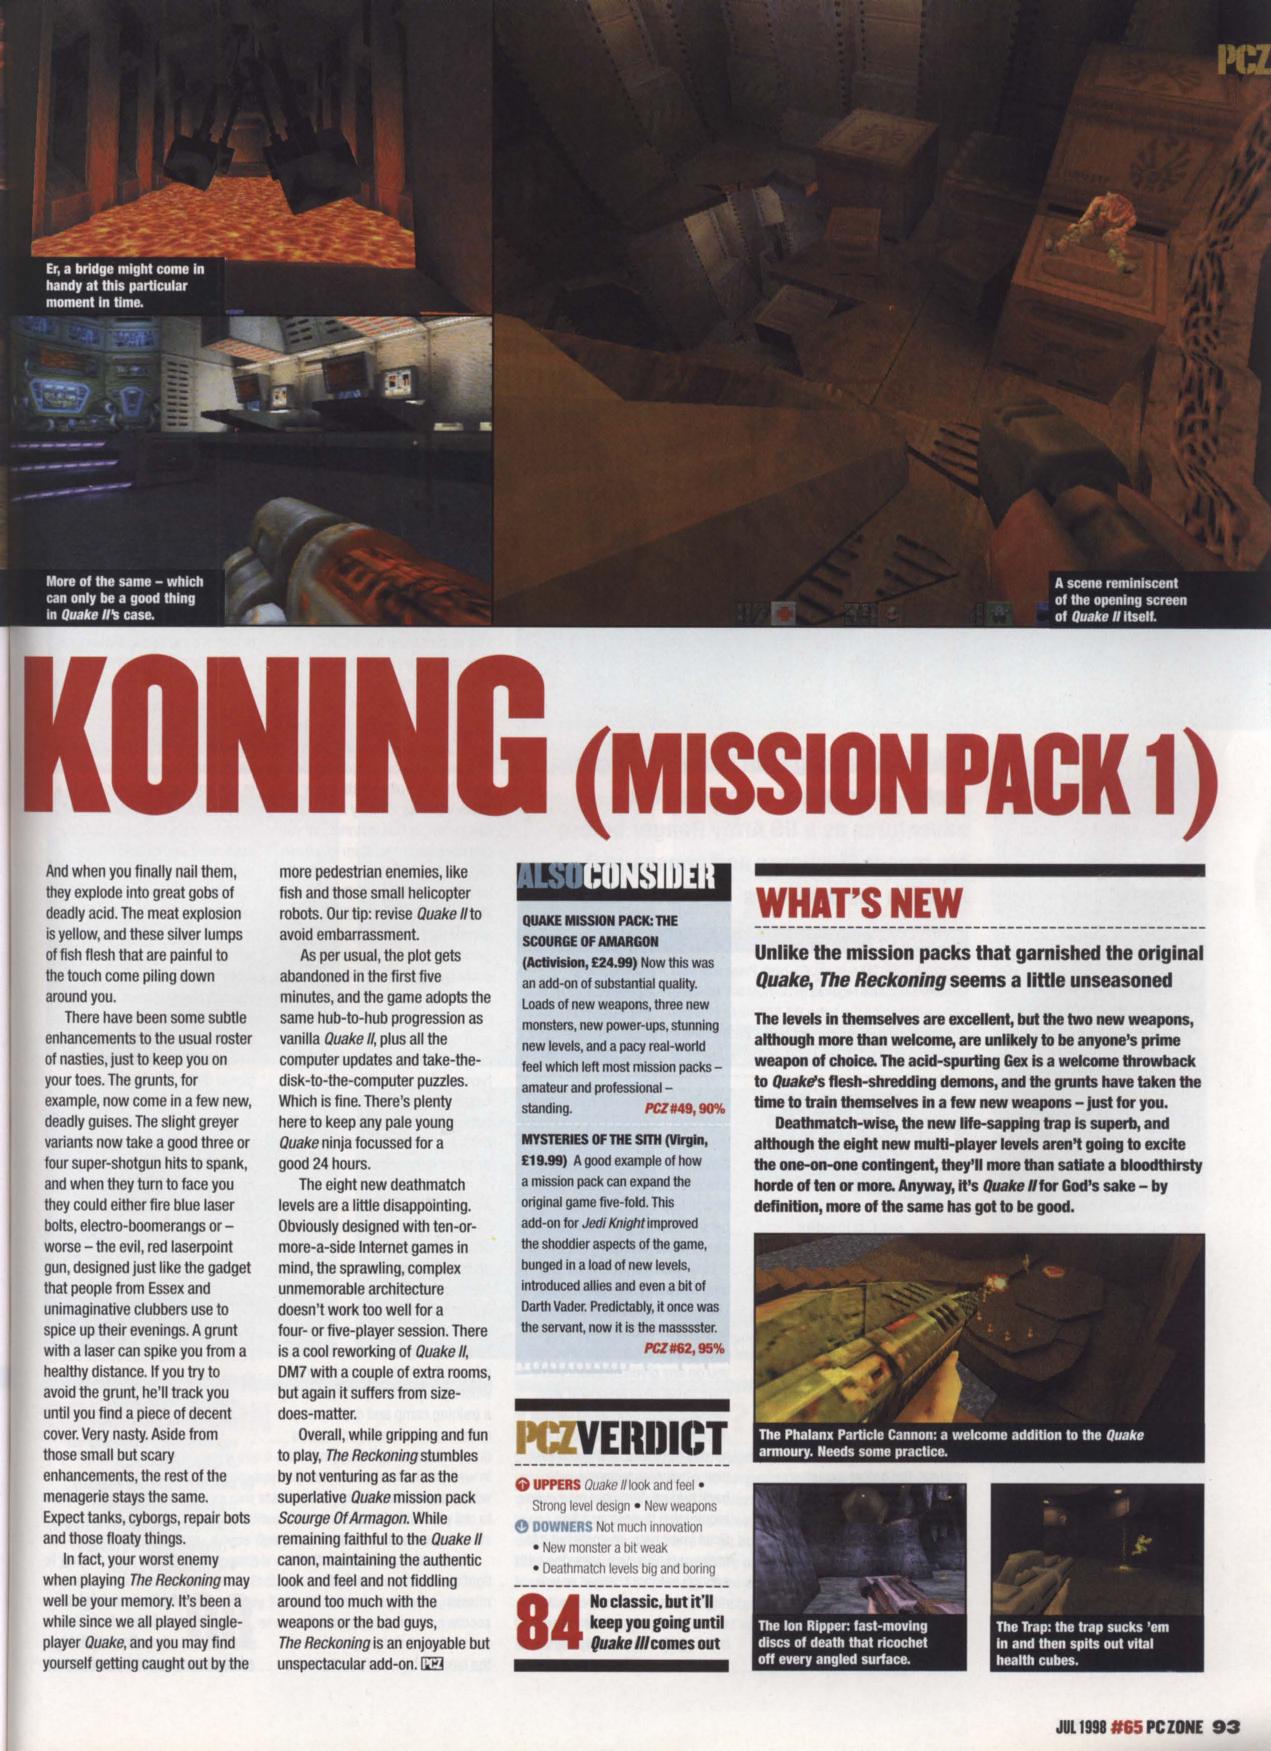 PCZ
Er, a bridge might come in
handy at this particular
moment in time.
More of the same – which
can only be a good thing
in Quake II's case.
A scene reminiscent
of the opening screen
of Quake II itself.
KONING (MISSION PACK 1)
And when you finally nail them,
they explode into great gobs of
deadly acid. The meat explosion
is yellow, and these silver lumps
of fish flesh that are painful to
the touch come piling down
around you.
There have been some subtle
enhancements to the usual roster
of nasties, just to keep you on
your toes. The grunts, for
example, now come in a few new,
deadly guises. The slight greyer
variants now take a good three or
four super-shotgun hits to spank,
and when they turn to face you
they could either fire blue laser
bolts, electro-boomerangs or –
worse – the evil, red laserpoint
gun, designed just like the gadget
that people from Essex and
unimaginative clubbers use to
spice up their evenings. A grunt
with a laser can spike you from a
healthy distance. If you try to
avoid the grunt, he'll track you
until you find a piece of decent
cover. Very nasty. Aside from
those small but scary
enhancements, the rest of the
menagerie stays the same.
Expect tanks, cyborgs, repair bots
and those floaty things.
In fact, your worst enemy
when playing The Reckoning may
well be your memory. It's been a
while since we all played single-
player Quake, and you may find
yourself getting caught out by the
more pedestrian enemies, like
fish and those small helicopter
robots. Our tip: revise Quake II to
avoid embarrassment.
As per usual, the plot gets
abandoned in the first five
minutes, and the game adopts the
same hub-to-hub progression as
vanilla Quake II, plus all the
computer updates and take-the-
disk-to-the-computer puzzles.
Which is fine. There's plenty
here to keep any pale young
Quake ninja focussed for a
good 24 hours.
The eight new deathmatch
levels are a little disappointing.
Obviously designed with ten-or-
more-a-side Internet games in
mind, the sprawling, complex
unmemorable architecture
doesn't work too well for a
four- or five-player session. There
is a cool reworking of Quake II,
DM7 with a couple of extra rooms,
but again it suffers from size-
does-matter.
Overall, while gripping and fun
to play, The Reckoning stumbles
by not venturing as far as the
superlative Quake mission pack
Scourge Of Armagon. While
remaining faithful to the Quake II
canon, maintaining the authentic
look and feel and not fiddling
around too much with the
weapons or the bad guys,
The Reckoning is an enjoyable but
unspectacular add-on. PCZ
ALSOCONSIDER
QUAKE MISSION PACK: THE
SCOURGE OF AMARGON
(Activision, £24.99) Now this was
an add-on of substantial quality.
Loads of new weapons, three new
monsters, new power-ups, stunning
new levels, and a pacy real-world
feel which left most mission packs –
amateur and professional –
standing. PCZ #49, 90%
MYSTERIES OF THE SITH (Virgin,
£19.99) A good example of how
a mission pack can expand the
original game five-fold. This
add-on for Jedi Knight improved
the shoddier aspects of the game,
bunged in a load of new levels,
introduced allies and even a bit of
Darth Vader. Predictably, it once was
the servant, now it is the masssster.
PCZ #62, 95%
PCZVERDICT
UPPERS Quake II look and feel •
Strong level design • New weapons
DOWNERS Not much innovation
• New monster a bit weak
• Deathmatch levels big and boring
84 No classic, but it'll
keep you going until
Quake III comes out
WHAT'S NEW
Unlike the mission packs that garnished the original
Quake, The Reckoning seems a little unseasoned
The levels in themselves are excellent, but the two new weapons,
although more than welcome, are unlikely to be anyone's prime
weapon of choice. The acid-spurting Gex is a welcome throwback
to Quake's flesh-shredding demons, and the grunts have taken the
time to train themselves in a few new weapons – just for you.
Deathmatch-wise, the new life-sapping trap is superb, and
although the eight new multi-player levels aren't going to excite
the one-on-one contingent, they'll more than satiate a bloodthirsty
horde of ten or more. Anyway, it's Quake II for God's sake – by
definition, more of the same has got to be good.
The Phalanx Particle Cannon: a welcome addition to the Quake
armoury. Needs some practice.
The Ion Ripper: fast-moving
discs of death that ricochet
off every angled surface.
The Trap: the trap sucks 'em
in and then spits out vital
health cubes.
JUL 1998 #65 PC ZONE 93